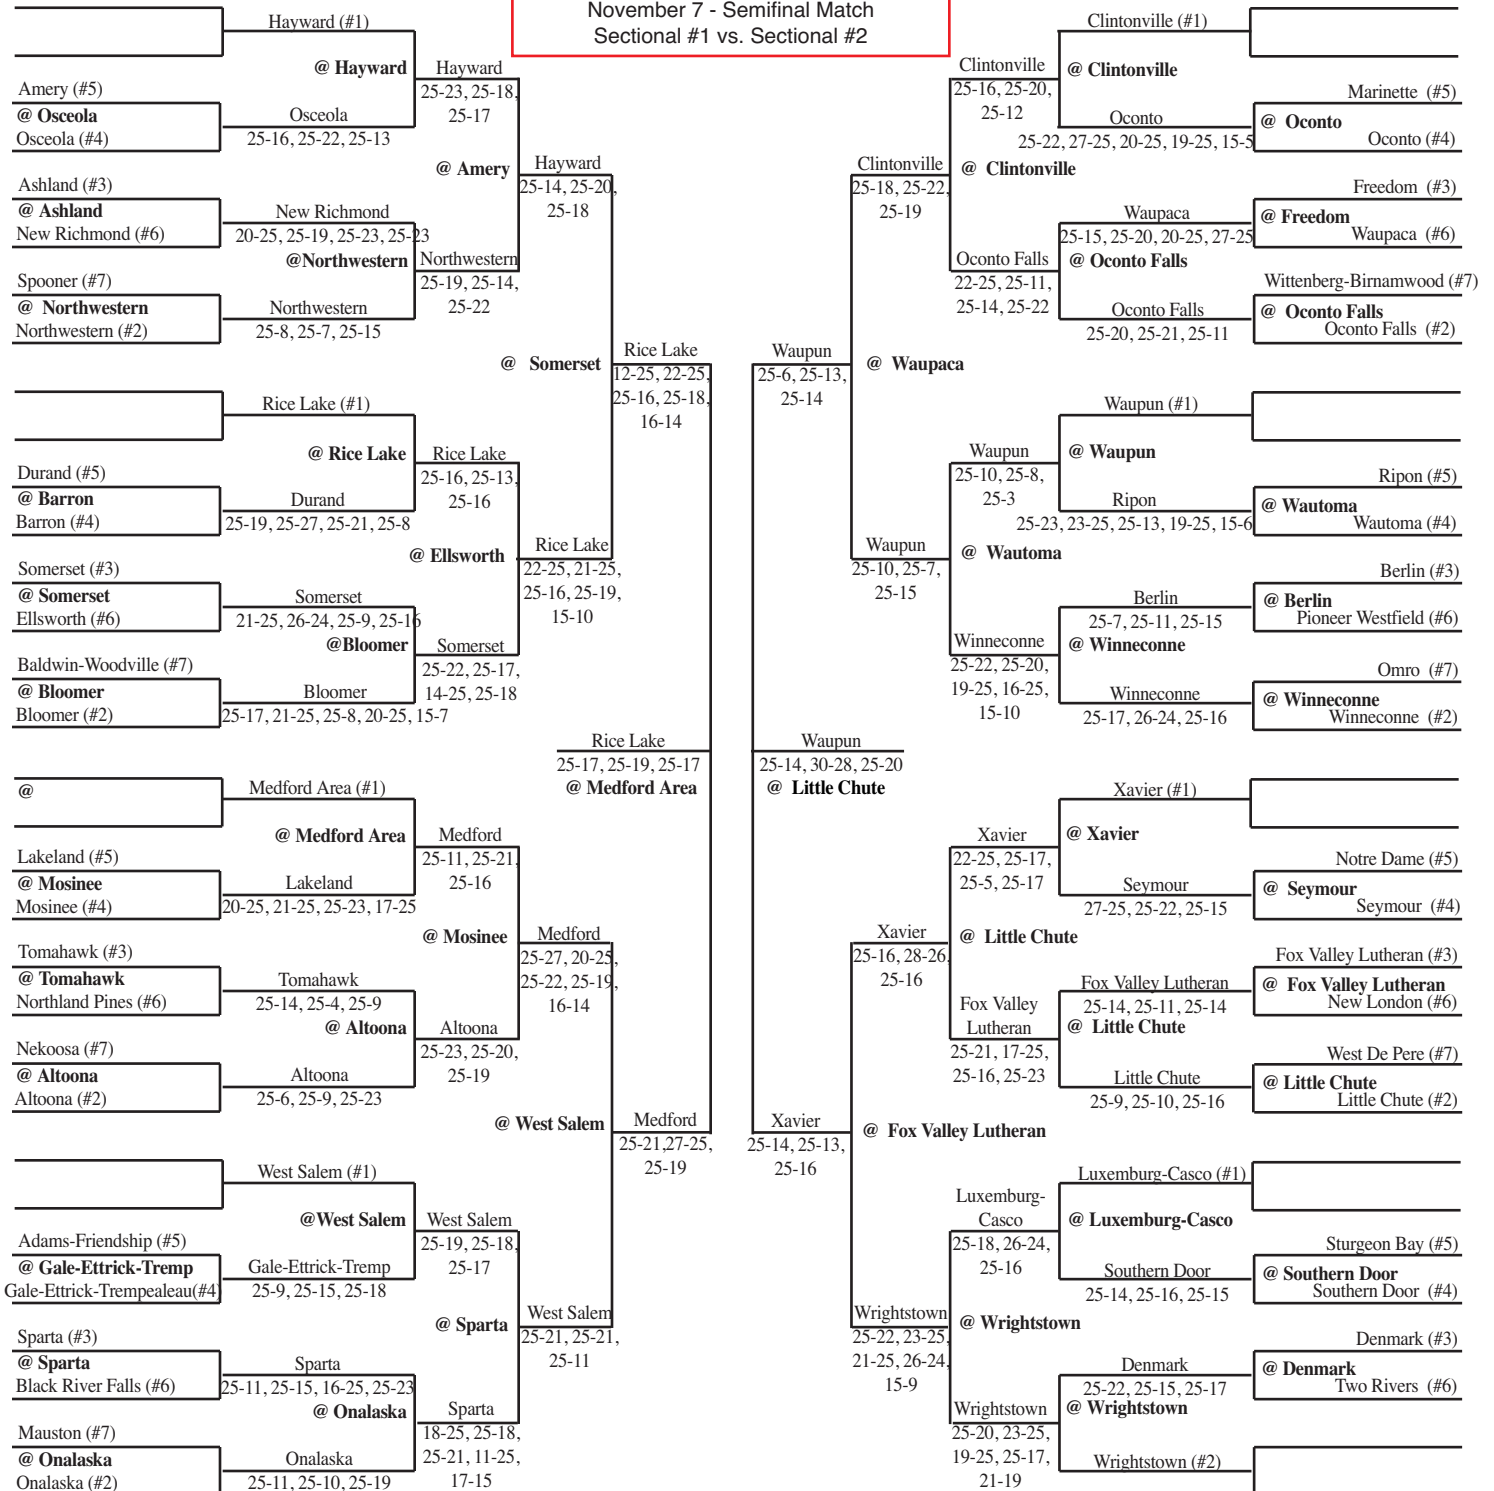 November 7 - Semifinal Match
Sectional #1 vs. Sectional #2
Hayward (#1)
@ Hayward
Amery (#5)
@ Osceola
Osceola (#4)
Osceola
25-16, 25-22, 25-13
Hayward
25-23, 25-18,
25-17
@ Amery
Ashland (#3)
@ Ashland
New Richmond (#6)
New Richmond
20-25, 25-19, 25-23, 25-23
@Northwestern
Spooner (#7)
@ Northwestern
Northwestern (#2)
Northwestern
25-8, 25-7, 25-15
Northwestern
25-19, 25-14,
25-22
Hayward
25-14, 25-20,
25-18
@ Somerset
Rice Lake (#1)
@ Rice Lake
Durand (#5)
@ Barron
Barron (#4)
Durand
25-19, 25-27, 25-21, 25-8
Rice Lake
25-16, 25-13,
25-16
@ Ellsworth
Somerset (#3)
@ Somerset
Ellsworth (#6)
Somerset
21-25, 26-24, 25-9, 25-16
@Bloomer
Baldwin-Woodville (#7)
@ Bloomer
Bloomer (#2)
Bloomer
25-17, 21-25, 25-8, 20-25, 15-7
Somerset
25-22, 25-17,
14-25, 25-18
Rice Lake
22-25, 21-25,
25-16, 25-19,
15-10
Rice Lake
12-25, 22-25,
25-16, 25-18,
16-14
Rice Lake
25-17, 25-19, 25-17
@ Medford Area
@
Medford Area (#1)
@ Medford Area
Lakeland (#5)
@ Mosinee
Mosinee (#4)
Lakeland
20-25, 21-25, 25-23, 17-25
Medford
25-11, 25-21,
25-16
@ Mosinee
Tomahawk (#3)
@ Tomahawk
Northland Pines (#6)
Tomahawk
25-14, 25-4, 25-9
@ Altoona
Nekoosa (#7)
@ Altoona
Altoona (#2)
Altoona
25-6, 25-9, 25-23
Altoona
25-23, 25-20,
25-19
Medford
25-27, 20-25,
25-22, 25-19,
16-14
@ West Salem
Medford
25-21,27-25,
25-19
West Salem (#1)
@West Salem
Adams-Friendship (#5)
@ Gale-Ettrick-Tremp
Gale-Ettrick-Trempealeau(#4)
Gale-Ettrick-Tremp
25-9, 25-15, 25-18
West Salem
25-19, 25-18,
25-17
@ Sparta
Sparta (#3)
@ Sparta
Black River Falls (#6)
Sparta
25-11, 25-15, 16-25, 25-23
@ Onalaska
Mauston (#7)
@ Onalaska
Onalaska (#2)
Onalaska
25-11, 25-10, 25-19
Sparta
18-25, 25-18,
25-21, 11-25,
17-15
West Salem
25-21, 25-21,
25-11
Clintonville (#1)
@ Clintonville
Marinette (#5)
@ Oconto
Oconto (#4)
Oconto
25-22, 27-25, 20-25, 19-25, 15-5
Clintonville
25-16, 25-20,
25-12
@ Clintonville
Freedom (#3)
@ Freedom
Waupaca (#6)
Waupaca
25-15, 25-20, 20-25, 27-25
@ Oconto Falls
Wittenberg-Birnamwood (#7)
@ Oconto Falls
Oconto Falls (#2)
Oconto Falls
25-20, 25-21, 25-11
Oconto Falls
22-25, 25-11,
25-14, 25-22
Clintonville
25-18, 25-22,
25-19
@ Waupaca
Waupun
25-6, 25-13,
25-14
Waupun (#1)
@ Waupun
Ripon (#5)
@ Wautoma
Wautoma (#4)
Ripon
25-23, 23-25, 25-13, 19-25, 15-6
Waupun
25-10, 25-8,
25-3
@ Wautoma
Berlin (#3)
@ Berlin
Pioneer Westfield (#6)
Berlin
25-7, 25-11, 25-15
@ Winneconne
Omro (#7)
@ Winneconne
Winneconne (#2)
Winneconne
25-17, 26-24, 25-16
Winneconne
25-22, 25-20,
19-25, 16-25,
15-10
Waupun
25-10, 25-7,
25-15
Waupun
25-14, 30-28, 25-20
@ Little Chute
Xavier (#1)
@ Xavier
Notre Dame (#5)
@ Seymour
Seymour (#4)
Seymour
27-25, 25-22, 25-15
Xavier
22-25, 25-17,
25-5, 25-17
@ Little Chute
Fox Valley Lutheran (#3)
@ Fox Valley Lutheran
New London (#6)
Fox Valley Lutheran
25-14, 25-11, 25-14
@ Little Chute
West De Pere (#7)
@ Little Chute
Little Chute (#2)
Little Chute
25-9, 25-10, 25-16
Fox Valley
Lutheran
25-21, 17-25,
25-16, 25-23
Xavier
25-16, 28-26,
25-16
@ Fox Valley Lutheran
Xavier
25-14, 25-13,
25-16
Luxemburg-Casco (#1)
@ Luxemburg-Casco
Sturgeon Bay (#5)
@ Southern Door
Southern Door (#4)
Southern Door
25-14, 25-16, 25-15
Luxemburg-
Casco
25-18, 26-24,
25-16
@ Wrightstown
Denmark (#3)
@ Denmark
Two Rivers (#6)
Denmark
25-22, 25-15, 25-17
@ Wrightstown
Wrightstown (#2)
Wrightstown
25-20, 23-25,
19-25, 25-17,
21-19
Wrightstown
25-22, 23-25,
21-25, 26-24,
15-9